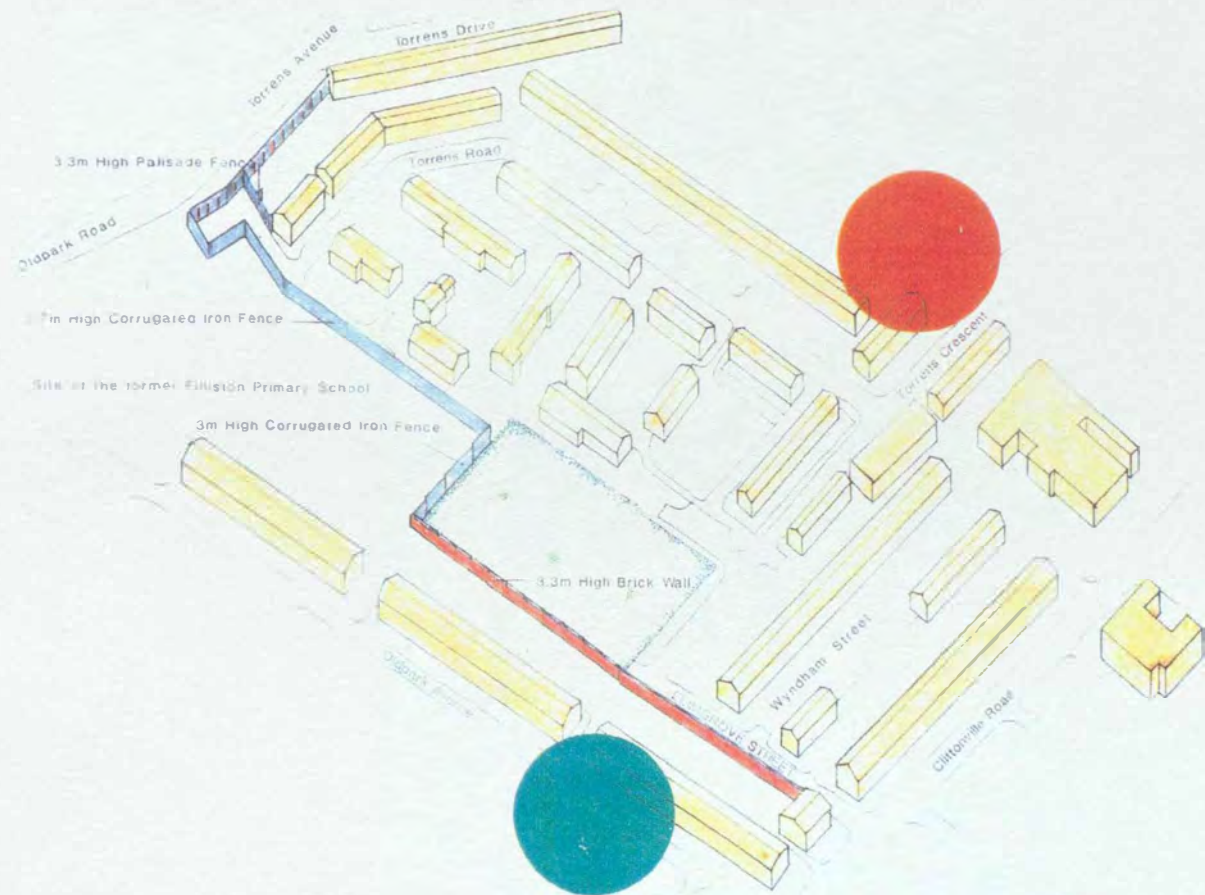 Torrens Avenue
Torrens Drive
3.3m High Palisade Fence
Torrens Road
Oldpark Road
High Corrugated Iron Fence
Torrens Crescent
Site of the former Primary School
3m High Corrugated Iron Fence
3.3m High Brick Wall
Wyndham Street
Oldpark Avenue
STREET
Cliftonville Road